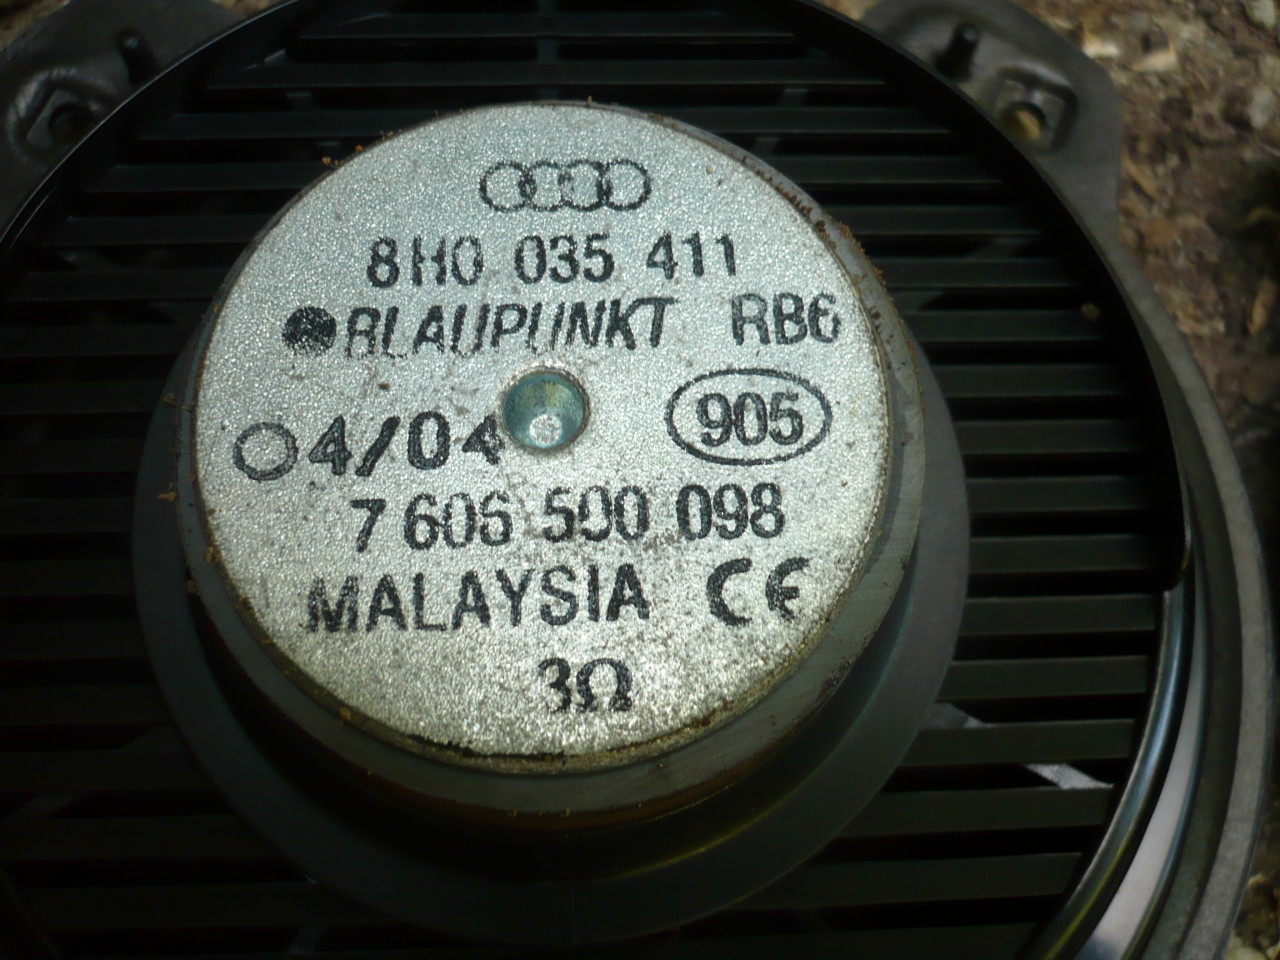 8H0 035 411
BLAUPUNKT RB6
4/04 905
7 606 500 098
MALAYSIA CE
3Ω